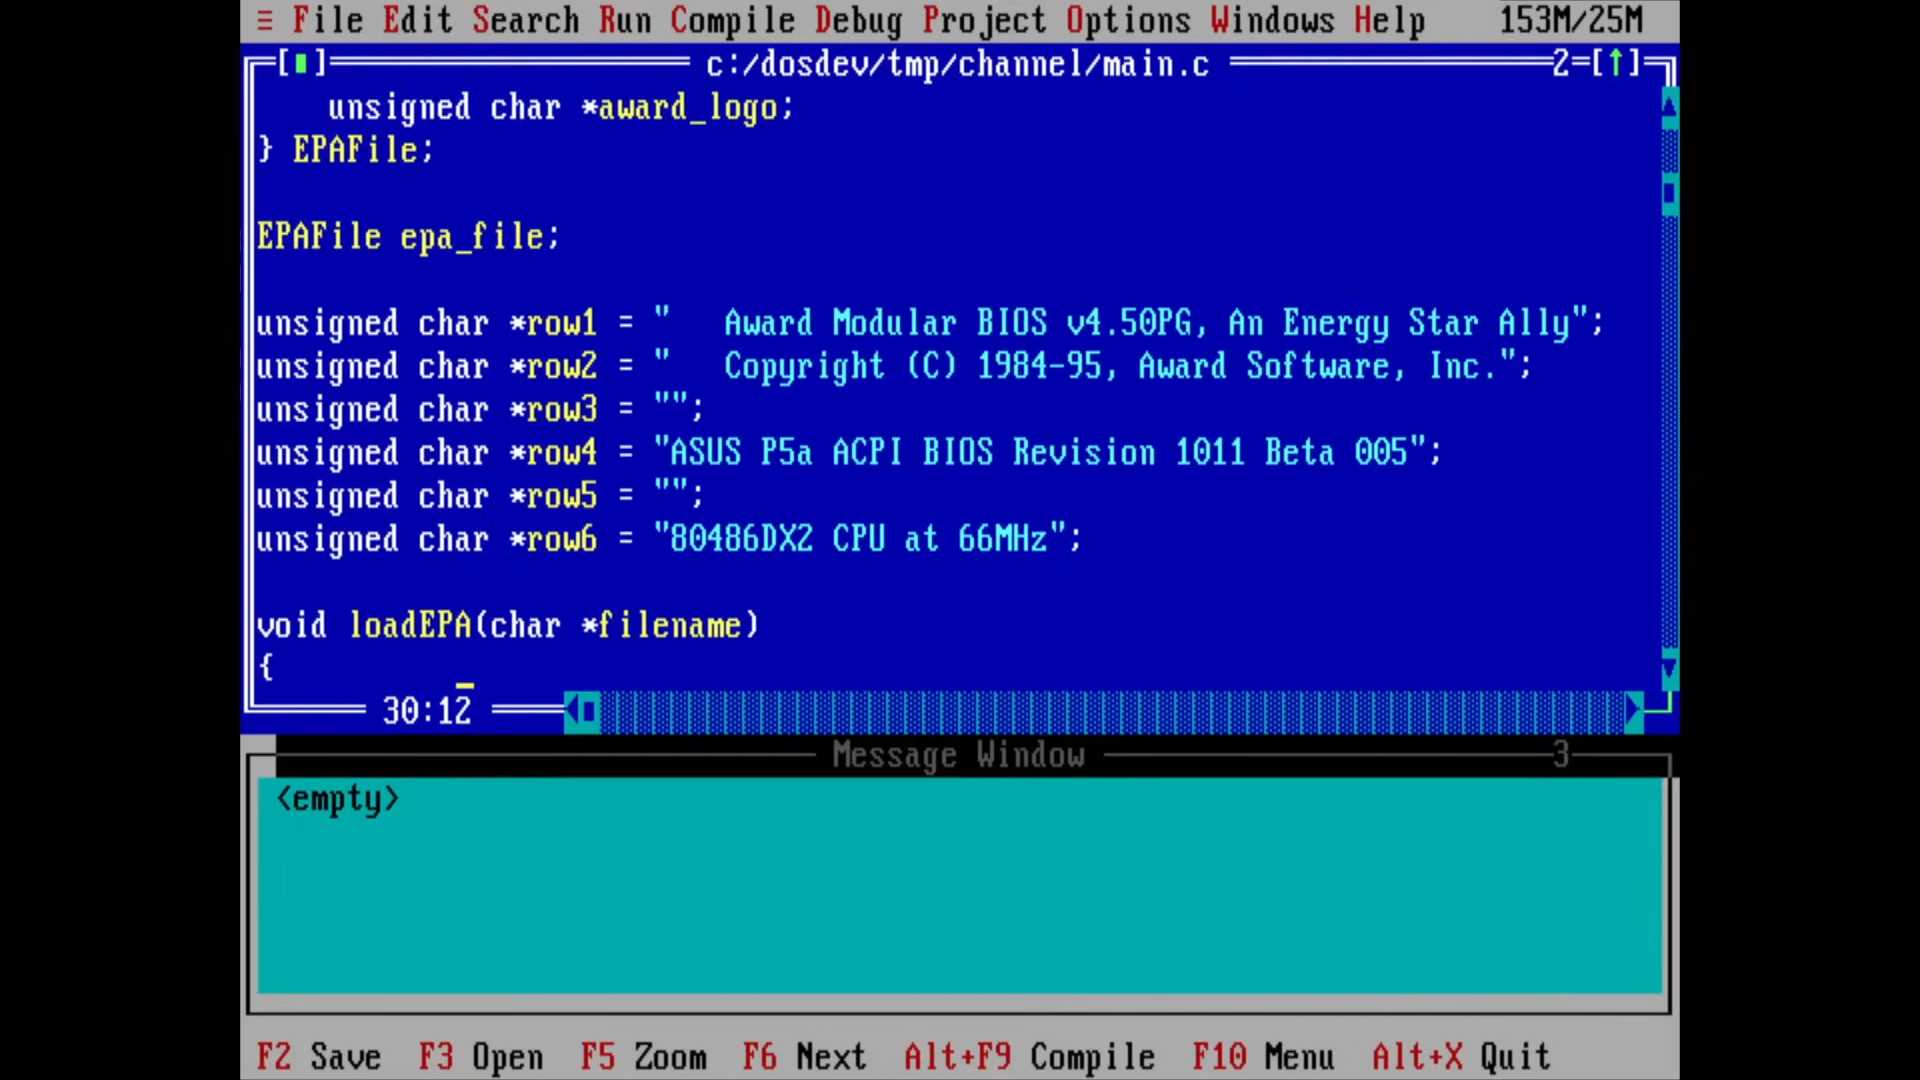 ≡ File Edit Search Run Compile Debug Project Options Windows Help 153M/25M
[■] c:/dosdev/tmp/channel/main.c 2=[↑]
unsigned char *award_logo;
} EPAFile;
EPAFile epa_file;
unsigned char *row1 = "   Award Modular BIOS v4.50PG, An Energy Star Ally";
unsigned char *row2 = "   Copyright (C) 1984-95, Award Software, Inc.";
unsigned char *row3 = "";
unsigned char *row4 = "ASUS P5a ACPI BIOS Revision 1011 Beta 005";
unsigned char *row5 = "";
unsigned char *row6 = "80486DX2 CPU at 66MHz";
void loadEPA(char *filename)
{
30:12
Message Window 3
<empty>
F2 Save F3 Open F5 Zoom F6 Next Alt+F9 Compile F10 Menu Alt+X Quit